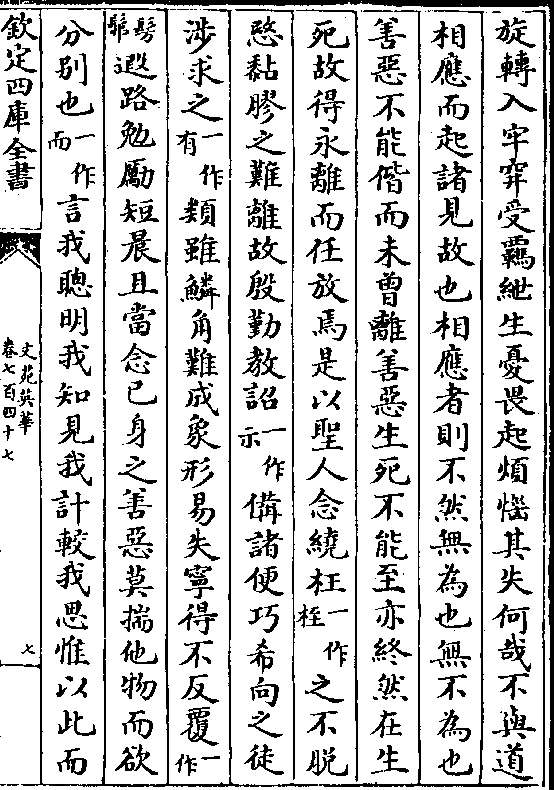 旋轉入牢穽受羈紲生憂畏起煩惱其失何哉不與道
相應而起諸見故也相應者則不然無為也無不為也
善惡不能偕而未曾離善惡生死不能至亦終然在生
死故得永離而任放焉是以聖人念繞枉一作桎之不脫
愍黏膠之難離故殷勤教詔一作示備諸便巧希向之徒
涉求之一作有類雖鱗角難成象形易失寧得不反覆一作
髣髴遐路勉勵短晨且當念已身之善惡莫揣他物而欲
分別也一作而言我聰明我知見我計較我思惟以此而
欽定四庫全書
文苑英華
卷七百四十七
七